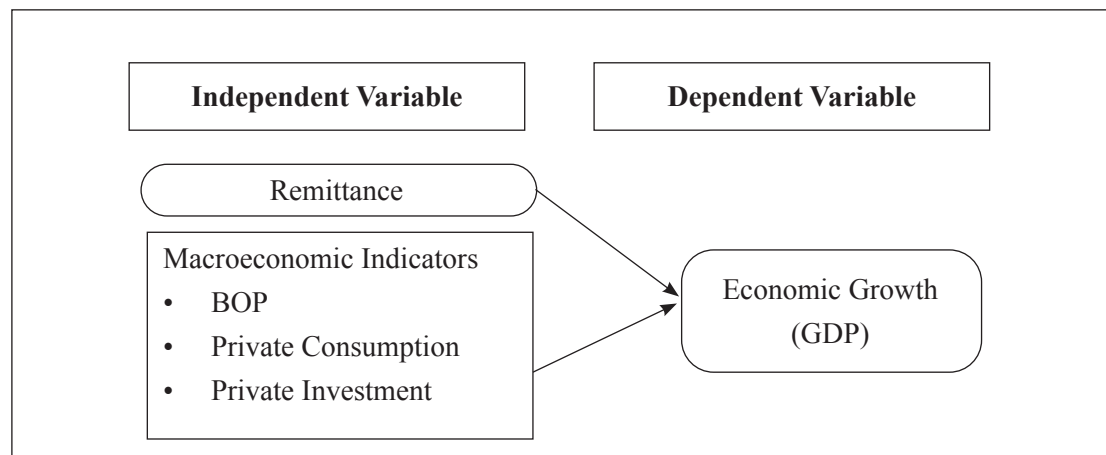 Independent Variable
Dependent Variable
Remittance
Macroeconomic Indicators
• BOP
• Private Consumption
• Private Investment
Economic Growth
(GDP)